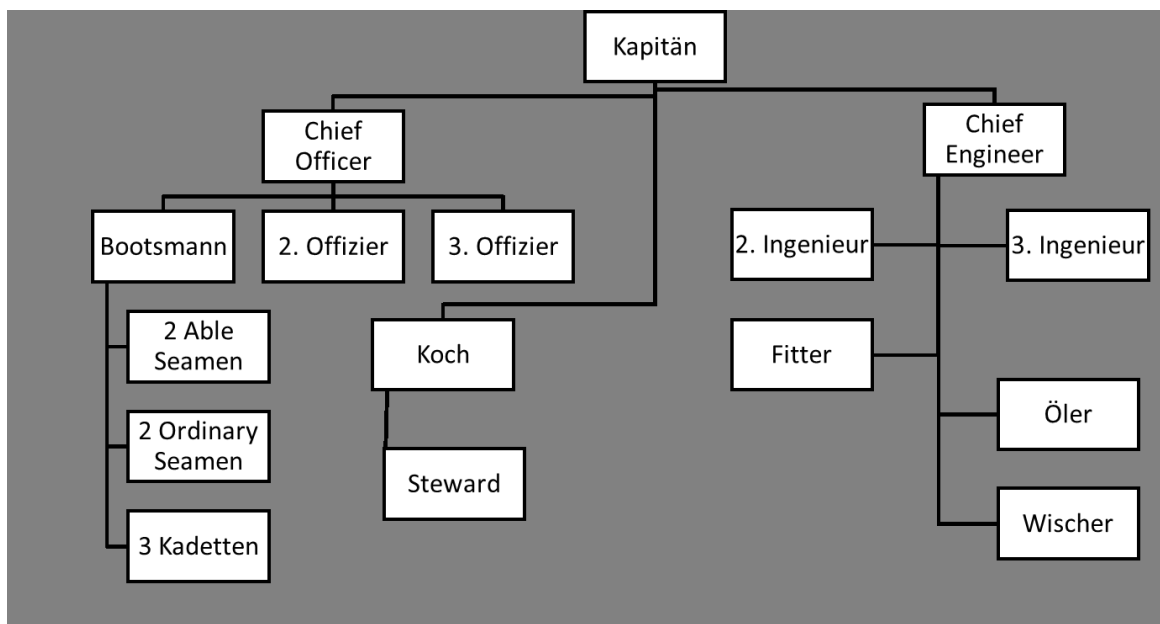 Kapitän
Chief
Officer
Chief
Engineer
Bootsmann
2. Offizier
3. Offizier
2. Ingenieur
3. Ingenieur
2 Able
Seamen
Koch
Fitter
Öler
2 Ordinary
Seamen
Steward
Wischer
3 Kadetten